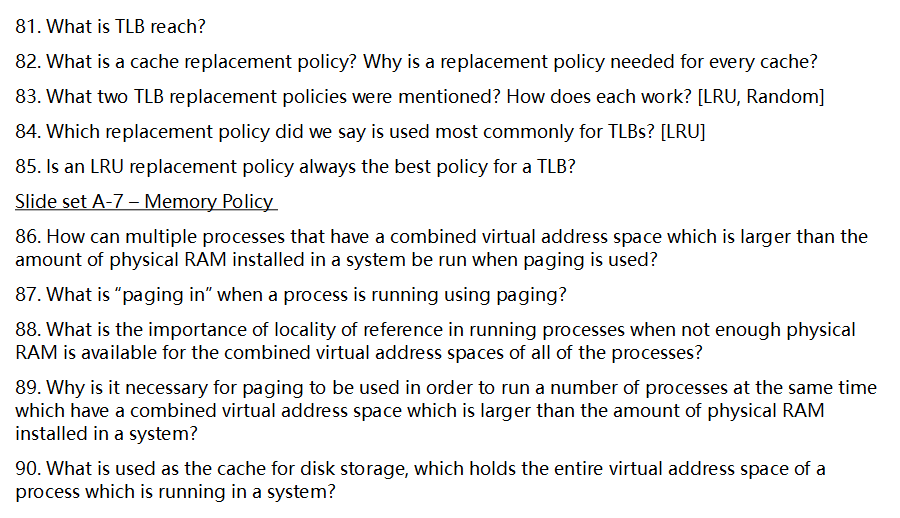 81. What is TLB reach?
82. What is a cache replacement policy? Why is a replacement policy needed for every cache?
83. What two TLB replacement policies were mentioned? How does each work? [LRU, Random]
84. Which replacement policy did we say is used most commonly for TLBs? [LRU]
85. Is an LRU replacement policy always the best policy for a TLB?
Slide set A-7 – Memory Policy
86. How can multiple processes that have a combined virtual address space which is larger than the
amount of physical RAM installed in a system be run when paging is used?
87. What is “paging in” when a process is running using paging?
88. What is the importance of locality of reference in running processes when not enough physical
RAM is available for the combined virtual address spaces of all of the processes?
89. Why is it necessary for paging to be used in order to run a number of processes at the same time
which have a combined virtual address space which is larger than the amount of physical RAM
installed in a system?
90. What is used as the cache for disk storage, which holds the entire virtual address space of a
process which is running in a system?